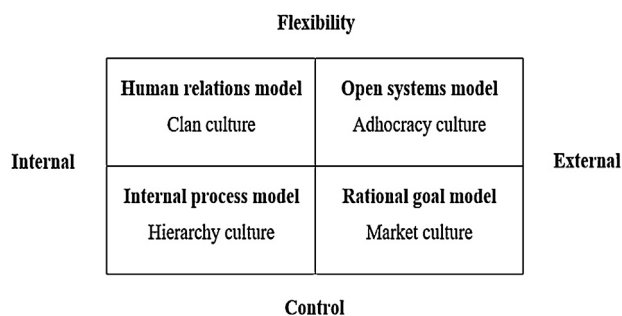 Flexibility
Human relations model
Clan culture
Open systems model
Adhocracy culture
Internal
External
Internal process model
Hierarchy culture
Rational goal model
Market culture
Control